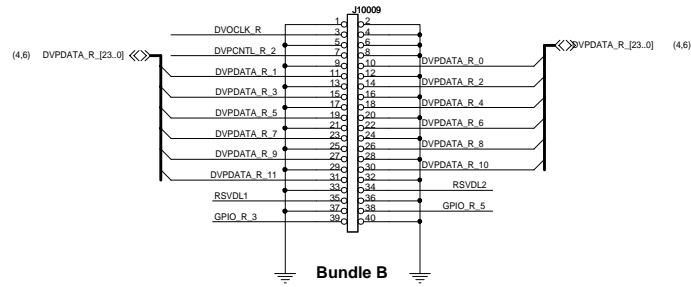 J10009
1 2
DVOCLK_R 3 4
5 6
DVPCNTL_R_2 7 8
(4,6) DVPDATA_R_[23..0] DVPDATA_R_[23..0] (4,6)
9 10 DVPDATA_R_0
DVPDATA_R_1 11 12
13 14 DVPDATA_R_2
DVPDATA_R_3 15 16
17 18 DVPDATA_R_4
DVPDATA_R_5 19 20
21 22 DVPDATA_R_6
DVPDATA_R_7 23 24
25 26 DVPDATA_R_8
DVPDATA_R_9 27 28
29 30 DVPDATA_R_10
DVPDATA_R_11 31 32
33 34 RSVDL2
RSVDL1 35 36
37 38 GPIO_R_5
GPIO_R_3 39 40
Bundle B